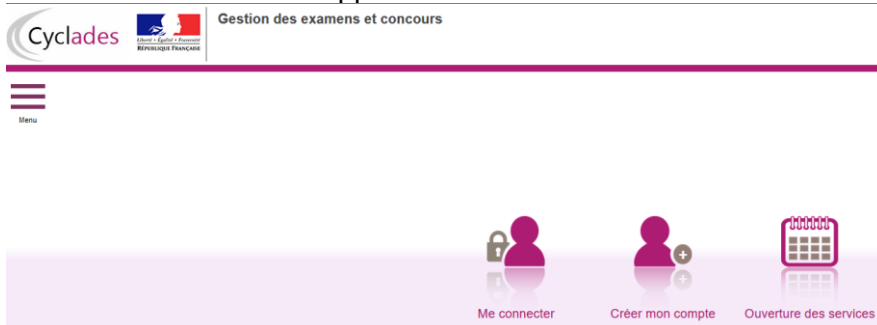 Gestion des examens et concours
Cyclades
Liberté • Égalité • Fraternité
RÉPUBLIQUE FRANÇAISE
Menu
Me connecter
Créer mon compte
Ouverture des services